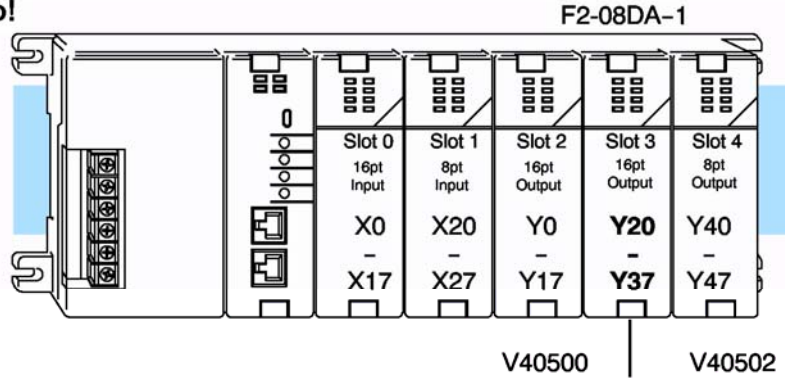 F2-08DA-1
Slot 0
16pt
Input
X0
-
X17
Slot 1
8pt
Input
X20
-
X27
Slot 2
16pt
Output
Y0
-
Y17
Slot 3
16pt
Output
Y20
-
Y37
Slot 4
8pt
Output
Y40
-
Y47
V40500
V40502